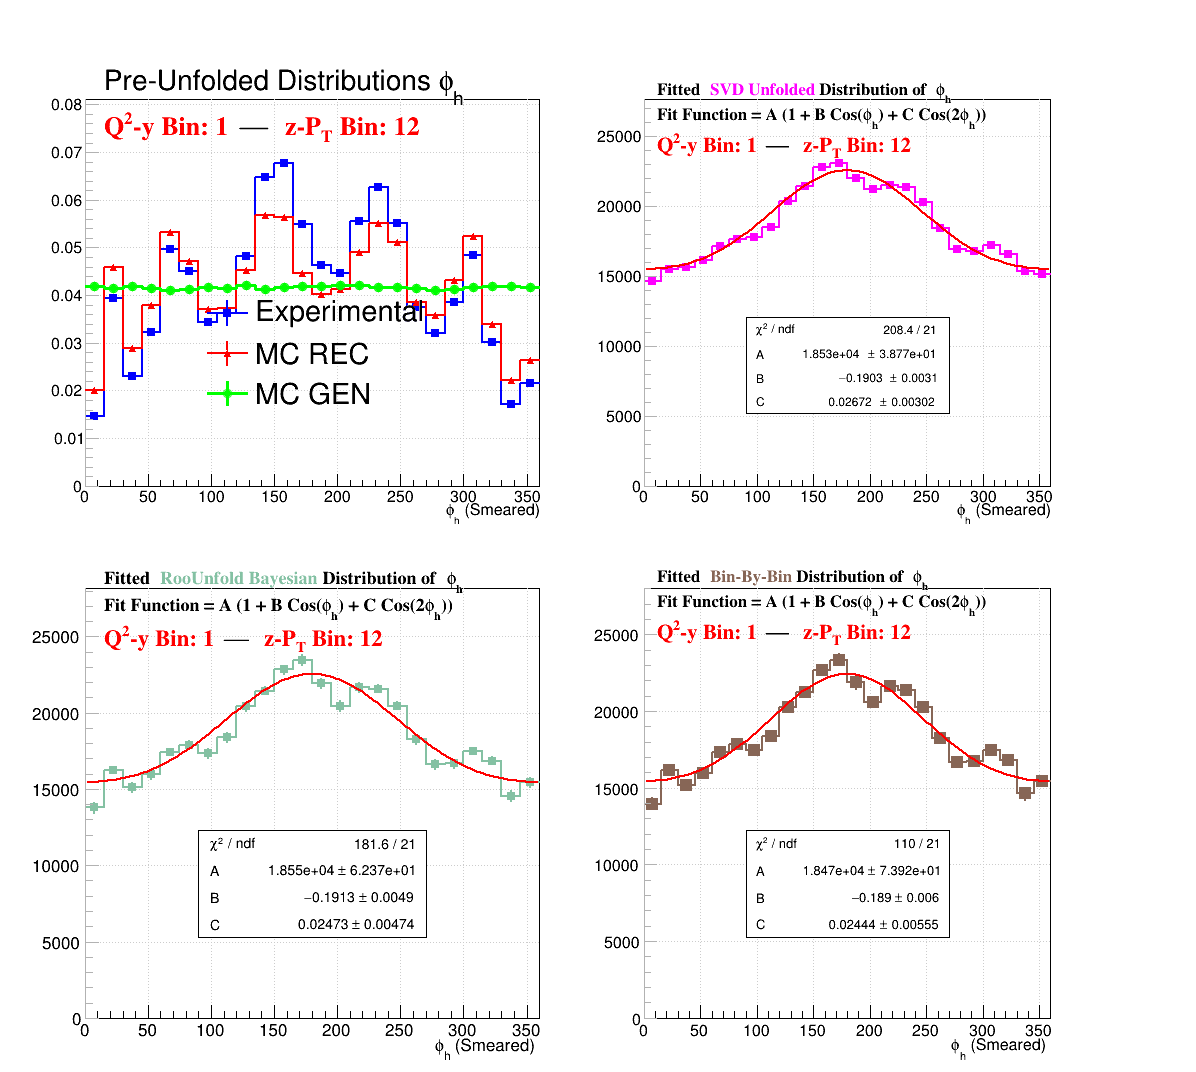 Pre-Unfolded Distributions ϕh
Q²-y Bin: 1 — z-PT Bin: 12
0.08
0.07
0.06
0.05
0.04
0.03
0.02
0.01
0
Experimental
MC REC
MC GEN
0 50 100 150 200 250 300 350
ϕh (Smeared)
Fitted SVD Unfolded Distribution of ϕh
Fit Function = A (1 + B Cos(ϕh) + C Cos(2ϕh))
Q²-y Bin: 1 — z-PT Bin: 12
25000
20000
15000
10000
5000
0
χ² / ndf 208.4 / 21
A 1.853e+04 ± 3.877e+01
B −0.1903 ± 0.0031
C 0.02672 ± 0.00302
0 50 100 150 200 250 300 350
ϕh (Smeared)
Fitted RooUnfold Bayesian Distribution of ϕh
Fit Function = A (1 + B Cos(ϕh) + C Cos(2ϕh))
Q²-y Bin: 1 — z-PT Bin: 12
25000
20000
15000
10000
5000
0
χ² / ndf 181.6 / 21
A 1.855e+04 ± 6.237e+01
B −0.1913 ± 0.0049
C 0.02473 ± 0.00474
0 50 100 150 200 250 300 350
ϕh (Smeared)
Fitted Bin-By-Bin Distribution of ϕh
Fit Function = A (1 + B Cos(ϕh) + C Cos(2ϕh))
Q²-y Bin: 1 — z-PT Bin: 12
25000
20000
15000
10000
5000
0
χ² / ndf 110 / 21
A 1.847e+04 ± 7.392e+01
B −0.189 ± 0.006
C 0.02444 ± 0.00555
0 50 100 150 200 250 300 350
ϕh (Smeared)